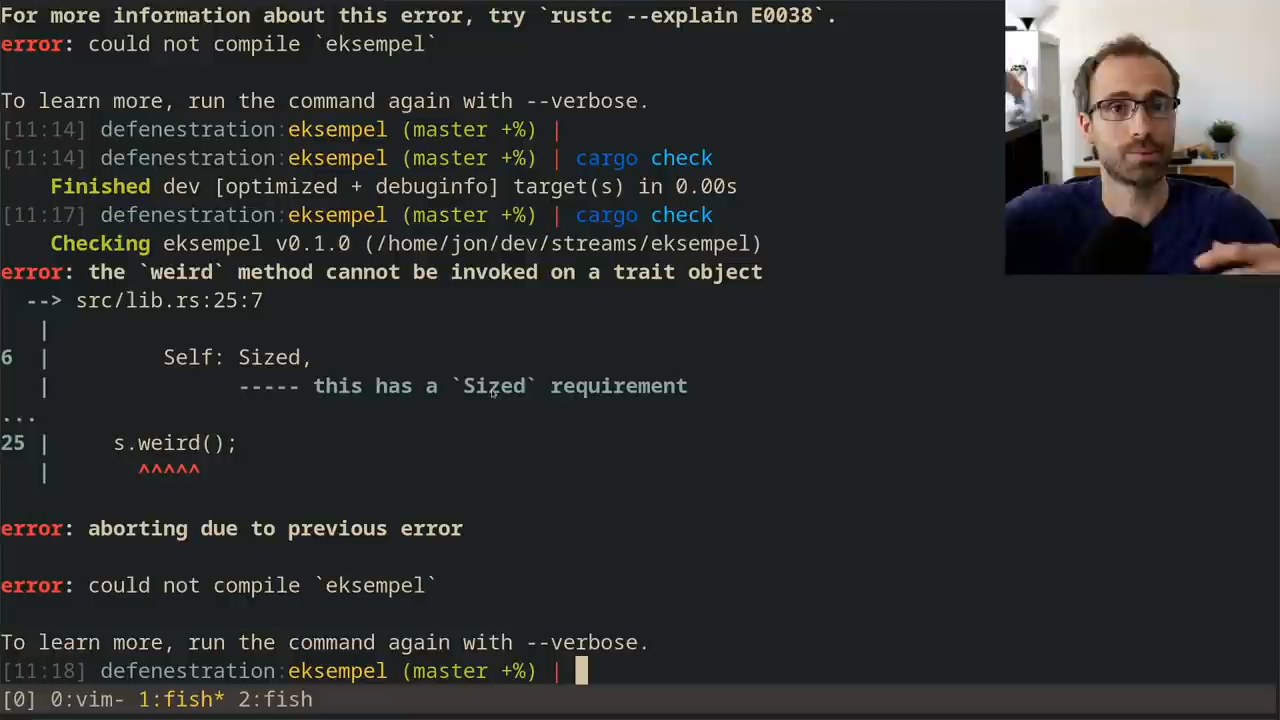 For more information about this error, try `rustc --explain E0038`.
error: could not compile `eksempel`
To learn more, run the command again with --verbose.
[11:14] defenestration:eksempel (master +%) |
[11:14] defenestration:eksempel (master +%) | cargo check
    Finished dev [optimized + debuginfo] target(s) in 0.00s
[11:17] defenestration:eksempel (master +%) | cargo check
    Checking eksempel v0.1.0 (/home/jon/dev/streams/eksempel)
error: the `weird` method cannot be invoked on a trait object
  --> src/lib.rs:25:7
   |
6  |         Self: Sized,
   |               ----- this has a `Sized` requirement
...
25 |     s.weird();
   |       ^^^^^
error: aborting due to previous error
error: could not compile `eksempel`
To learn more, run the command again with --verbose.
[11:18] defenestration:eksempel (master +%) |
[0] 0:vim- 1:fish* 2:fish